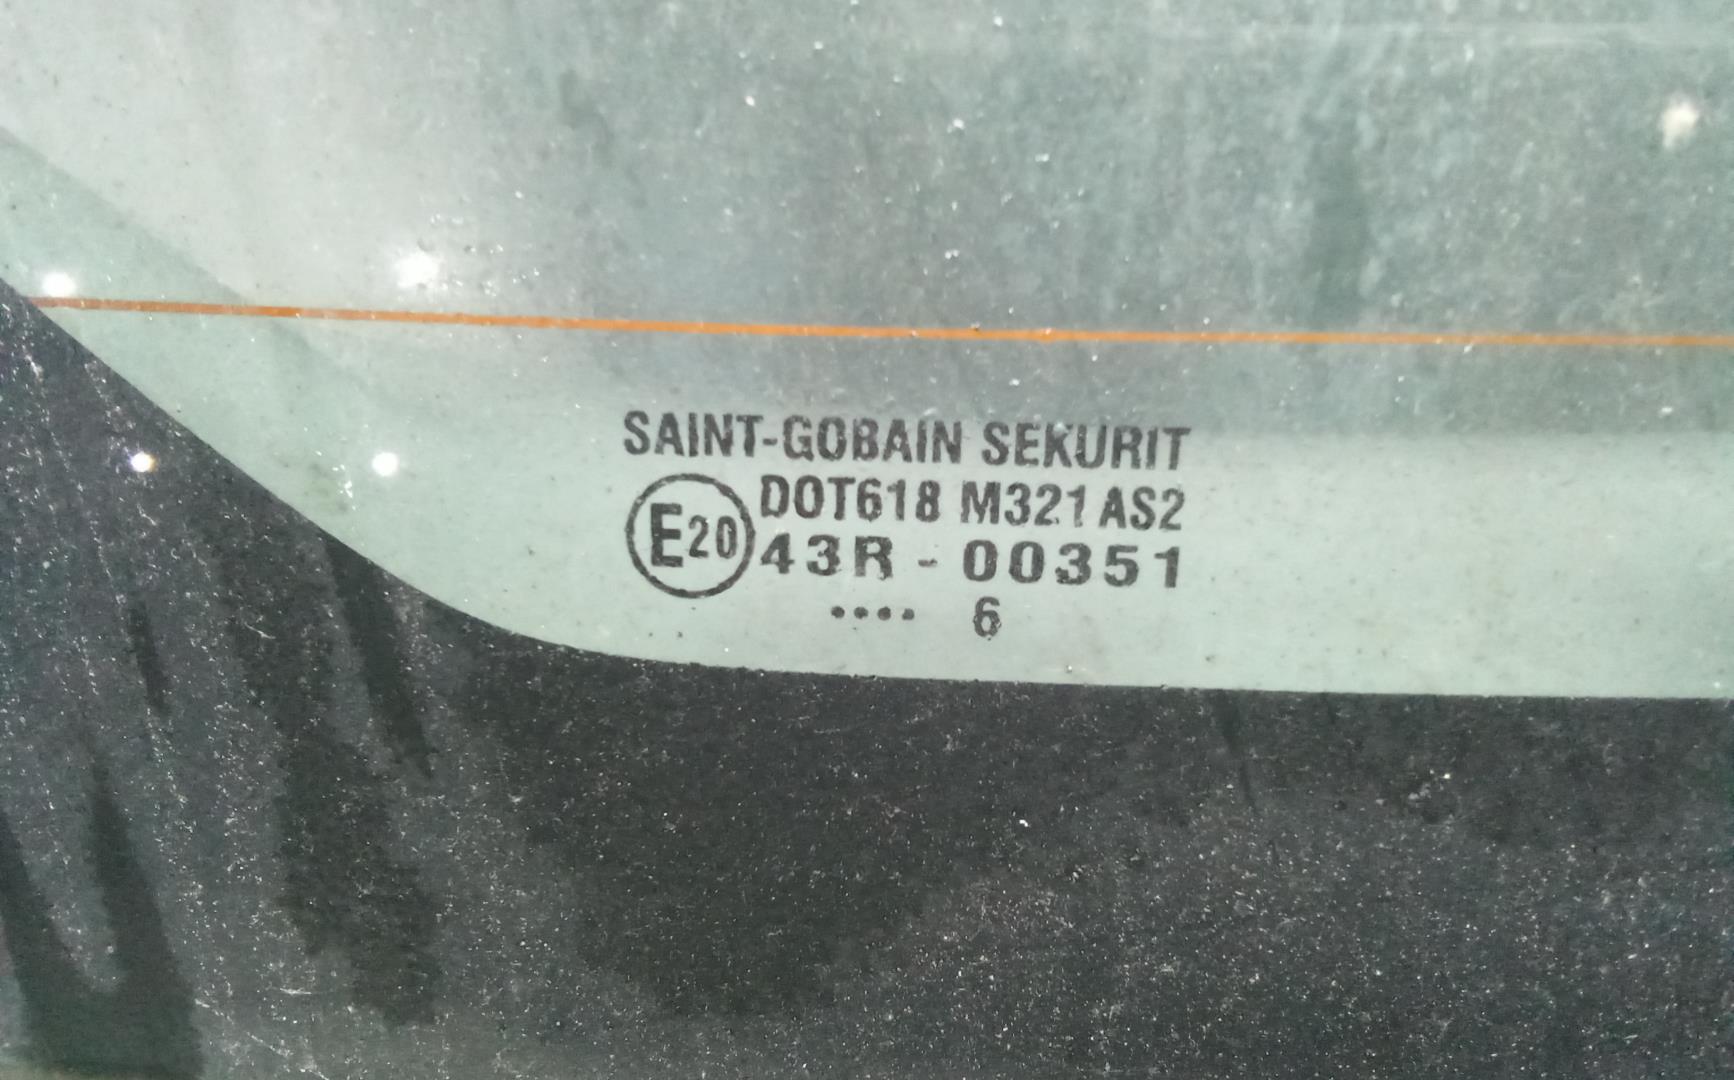 SAINT-GOBAIN SEKURIT
DOT618 M321 AS2
E20 43R - 00351
•••• 6